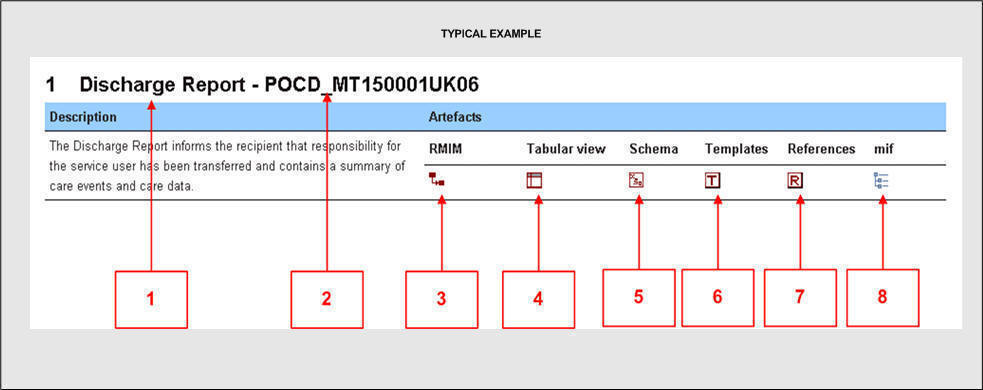 TYPICAL EXAMPLE
1 Discharge Report - POCD_MT150001UK06
Description Artefacts
The Discharge Report informs the recipient that responsibility for
the service user has been transferred and contains a summary of
care events and care data.
RMIM Tabular view Schema Templates References mif
T R
1 2 3 4 5 6 7 8